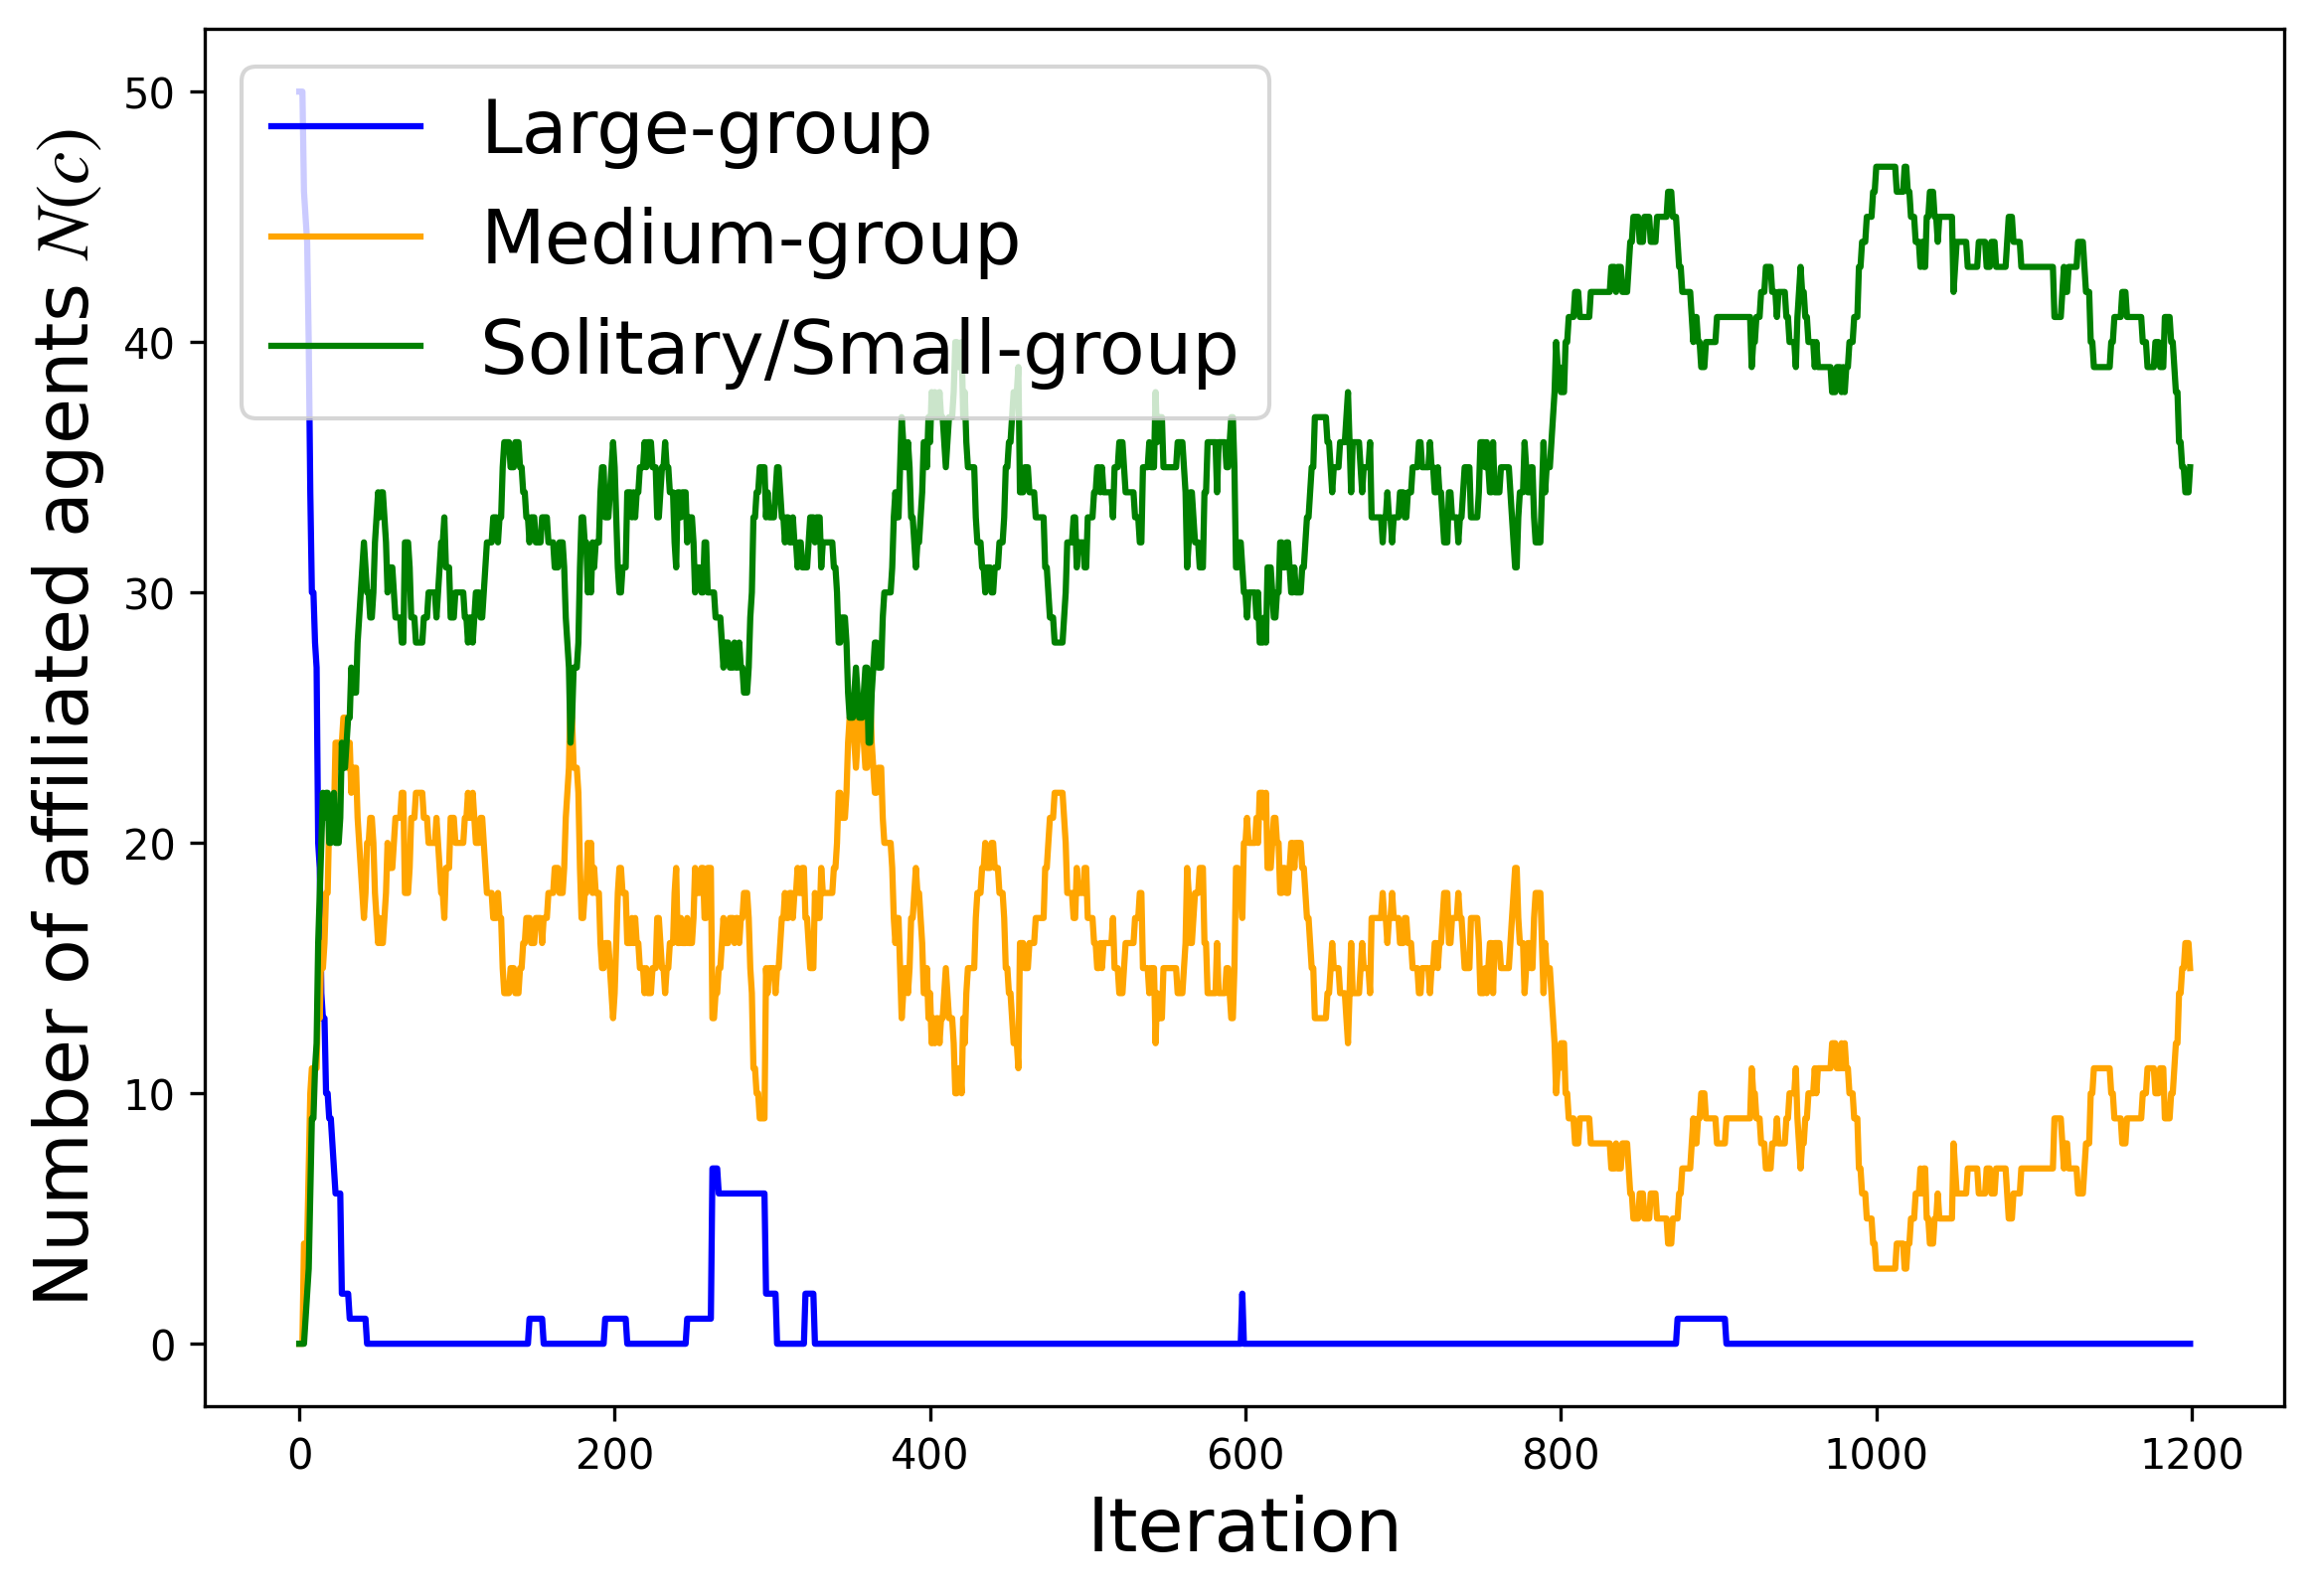 Number of affiliated agents N(c)
50
40
30
20
10
0
Large-group
Medium-group
Solitary/Small-group
0 200 400 600 800 1000 1200
Iteration